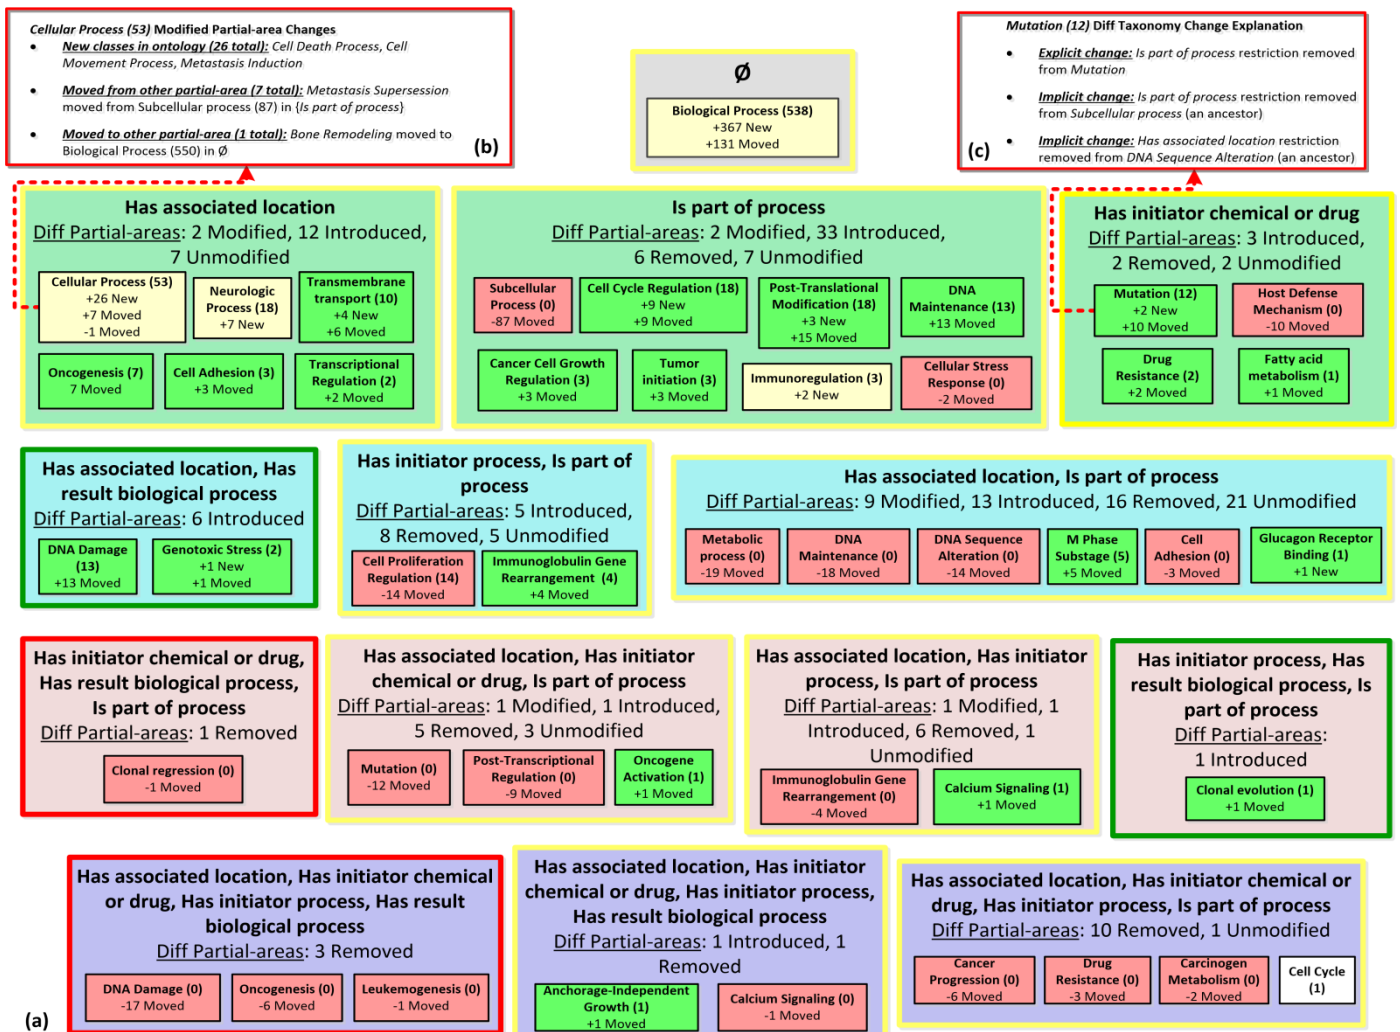 Cellular Process (53) Modified Partial-area Changes
• New classes in ontology (26 total): Cell Death Process, Cell
Movement Process, Metastasis Induction
• Moved from other partial-area (7 total): Metastasis Supersession
moved from Subcellular process (87) in {Is part of process}
• Moved to other partial-area (1 total): Bone Remodeling moved to
Biological Process (550) in Ø
(b)
Ø
Biological Process (538)
+367 New
+131 Moved
Mutation (12) Diff Taxonomy Change Explanation
• Explicit change: Is part of process restriction removed
from Mutation
• Implicit change: Is part of process restriction removed
from Subcellular process (an ancestor)
• Implicit change: Has associated location restriction
removed from DNA Sequence Alteration (an ancestor)
(c)
Has associated location
Diff Partial-areas: 2 Modified, 12 Introduced,
7 Unmodified
Cellular Process (53)
+26 New
+7 Moved
-1 Moved
Neurologic
Process (18)
+7 New
Transmembrane
transport (10)
+4 New
+6 Moved
Oncogenesis (7)
7 Moved
Cell Adhesion (3)
+3 Moved
Transcriptional
Regulation (2)
+2 Moved
Is part of process
Diff Partial-areas: 2 Modified, 33 Introduced,
6 Removed, 7 Unmodified
Subcellular
Process (0)
-87 Moved
Cell Cycle Regulation (18)
+9 New
+9 Moved
Post-Translational
Modification (18)
+3 New
+15 Moved
DNA
Maintenance (13)
+13 Moved
Cancer Cell Growth
Regulation (3)
+3 Moved
Tumor
initiation (3)
+3 Moved
Immunoregulation (3)
+2 New
Cellular Stress
Response (0)
-2 Moved
Has initiator chemical or drug
Diff Partial-areas: 3 Introduced,
2 Removed, 2 Unmodified
Mutation (12)
+2 New
+10 Moved
Host Defense
Mechanism (0)
-10 Moved
Drug
Resistance (2)
+2 Moved
Fatty acid
metabolism (1)
+1 Moved
Has associated location, Has
result biological process
Diff Partial-areas: 6 Introduced
DNA Damage
(13)
+13 Moved
Genotoxic Stress (2)
+1 New
+1 Moved
Has initiator process, Is part of
process
Diff Partial-areas: 5 Introduced,
8 Removed, 5 Unmodified
Cell Proliferation
Regulation (14)
-14 Moved
Immunoglobulin Gene
Rearrangement (4)
+4 Moved
Has associated location, Is part of process
Diff Partial-areas: 9 Modified, 13 Introduced, 16 Removed, 21 Unmodified
Metabolic
process (0)
-19 Moved
DNA
Maintenance (0)
-18 Moved
DNA Sequence
Alteration (0)
-14 Moved
M Phase
Substage (5)
+5 Moved
Cell
Adhesion (0)
-3 Moved
Glucagon Receptor
Binding (1)
+1 New
Has initiator chemical or drug,
Has result biological process,
Is part of process
Diff Partial-areas: 1 Removed
Clonal regression (0)
-1 Moved
Has associated location, Has initiator
chemical or drug, Is part of process
Diff Partial-areas: 1 Modified, 1 Introduced,
5 Removed, 3 Unmodified
Mutation (0)
-12 Moved
Post-Transcriptional
Regulation (0)
-9 Moved
Oncogene
Activation (1)
+1 Moved
Has associated location, Has initiator
process, Is part of process
Diff Partial-areas: 1 Modified, 1
Introduced, 6 Removed, 1
Unmodified
Immunoglobulin Gene
Rearrangement (0)
-4 Moved
Calcium Signaling (1)
+1 Moved
Has initiator process, Has
result biological process, Is
part of process
Diff Partial-areas:
1 Introduced
Clonal evolution (1)
+1 Moved
Has associated location, Has initiator chemical
or drug, Has initiator process, Has result
biological process
Diff Partial-areas: 3 Removed
DNA Damage (0)
-17 Moved
Oncogenesis (0)
-6 Moved
Leukemogenesis (0)
-1 Moved
Has associated location, Has initiator
chemical or drug, Has initiator process,
Has result biological process
Diff Partial-areas: 1 Introduced, 1
Removed
Anchorage-Independent
Growth (1)
+1 Moved
Calcium Signaling (0)
-1 Moved
Has associated location, Has initiator chemical or
drug, Has initiator process, Is part of process
Diff Partial-areas: 10 Removed, 1 Unmodified
Cancer
Progression (0)
-6 Moved
Drug
Resistance (0)
-3 Moved
Carcinogen
Metabolism (0)
-2 Moved
Cell Cycle
(1)
(a)